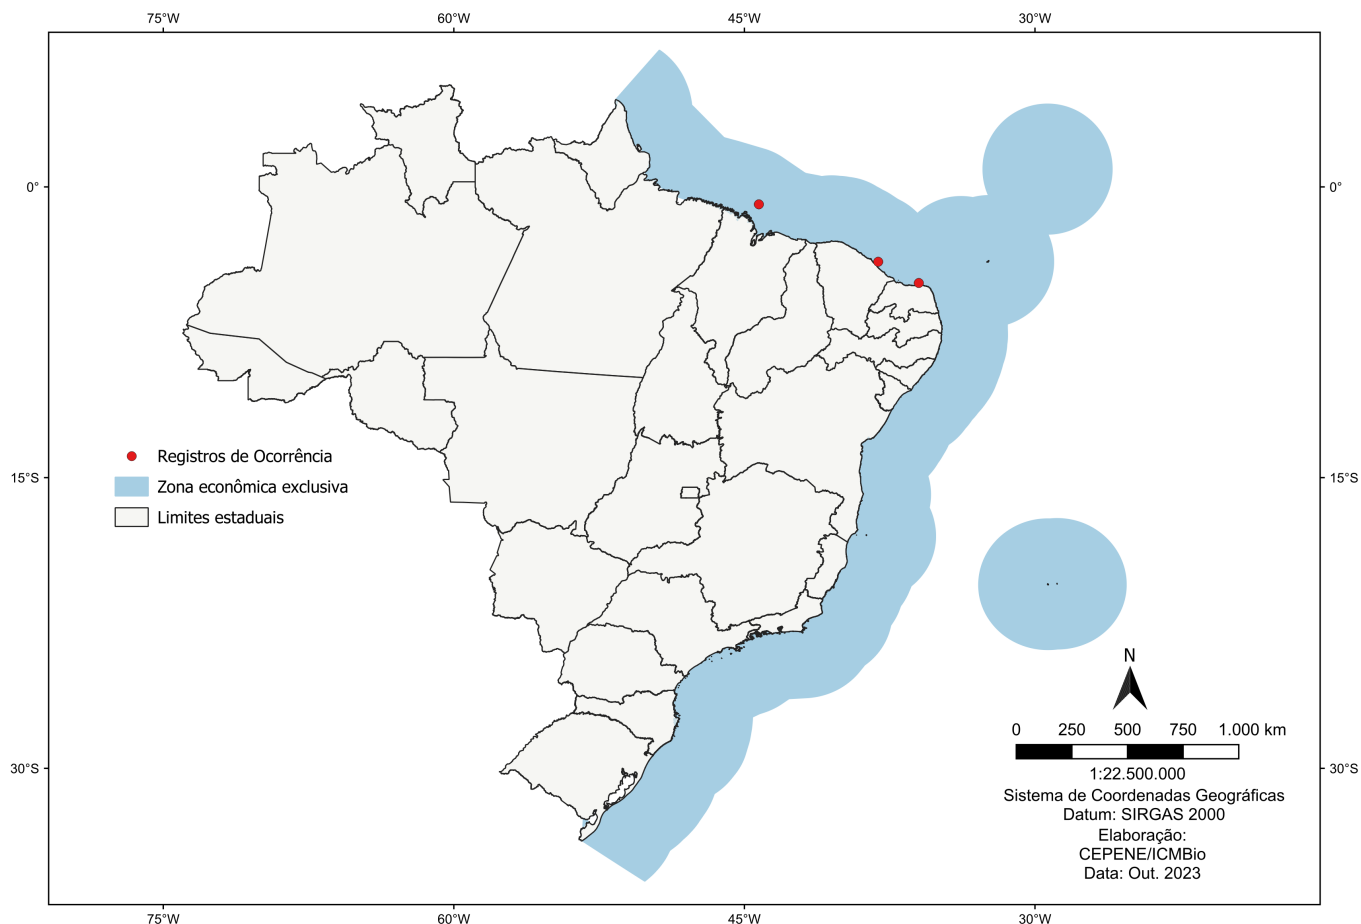 75°W 60°W 45°W 30°W
0° 0°
Registros de Ocorrência
15°S 15°S
Zona econômica exclusiva
Limites estaduais
N
0 250 500 750 1.000 km
30°S 30°S
1:22.500.000
Sistema de Coordenadas Geográficas
Datum: SIRGAS 2000
Elaboração:
CEPENE/ICMBio
Data: Out. 2023
75°W 60°W 45°W 30°W